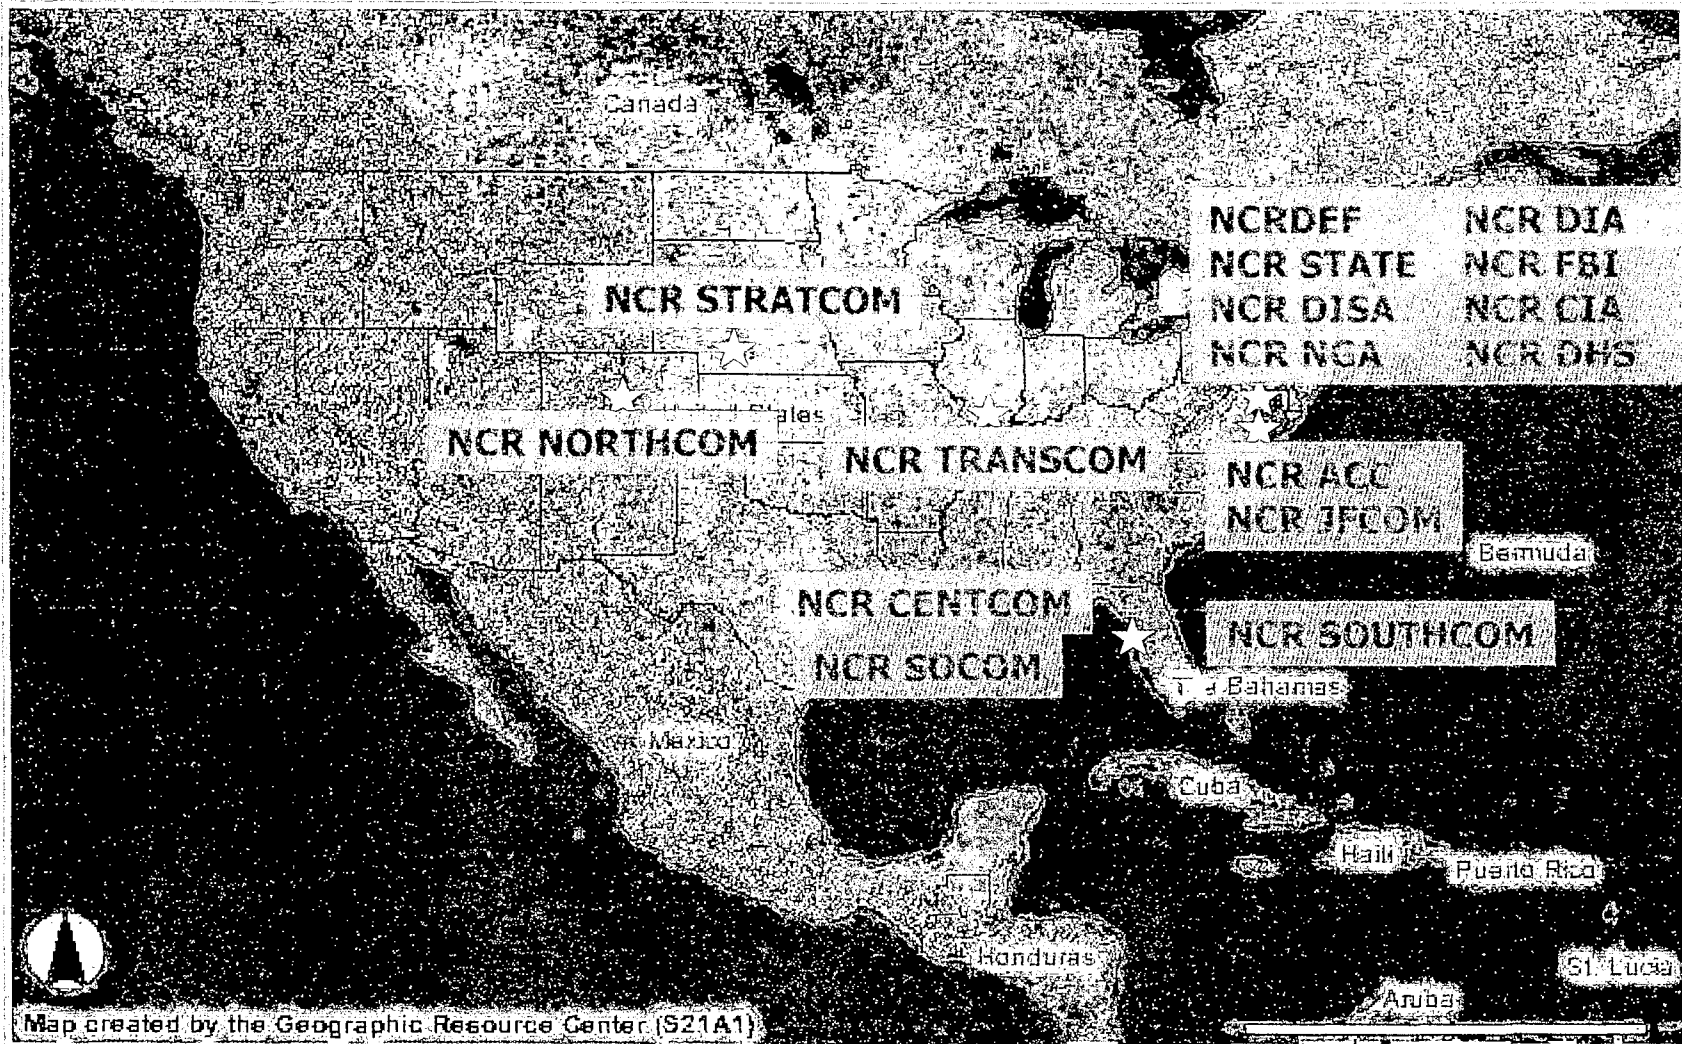 Canada
NCRDEF NCR DIA
NCR STATE NCR FBI
NCR STRATCOM
NCR DISA NCR CIA
NCR NGA NCR DHS
States
NCR NORTHCOM
NCR TRANSCOM
NCR ACC
NCR JFCOM
Bermuda
NCR CENTCOM
NCR SOUTHCOM
NCR SOCOM
Bahamas
Mexico
Cuba
Haiti
Puerto Rico
Honduras
St. Lucia
Aruba
Map created by the Geographic Resource Center (S21A1)